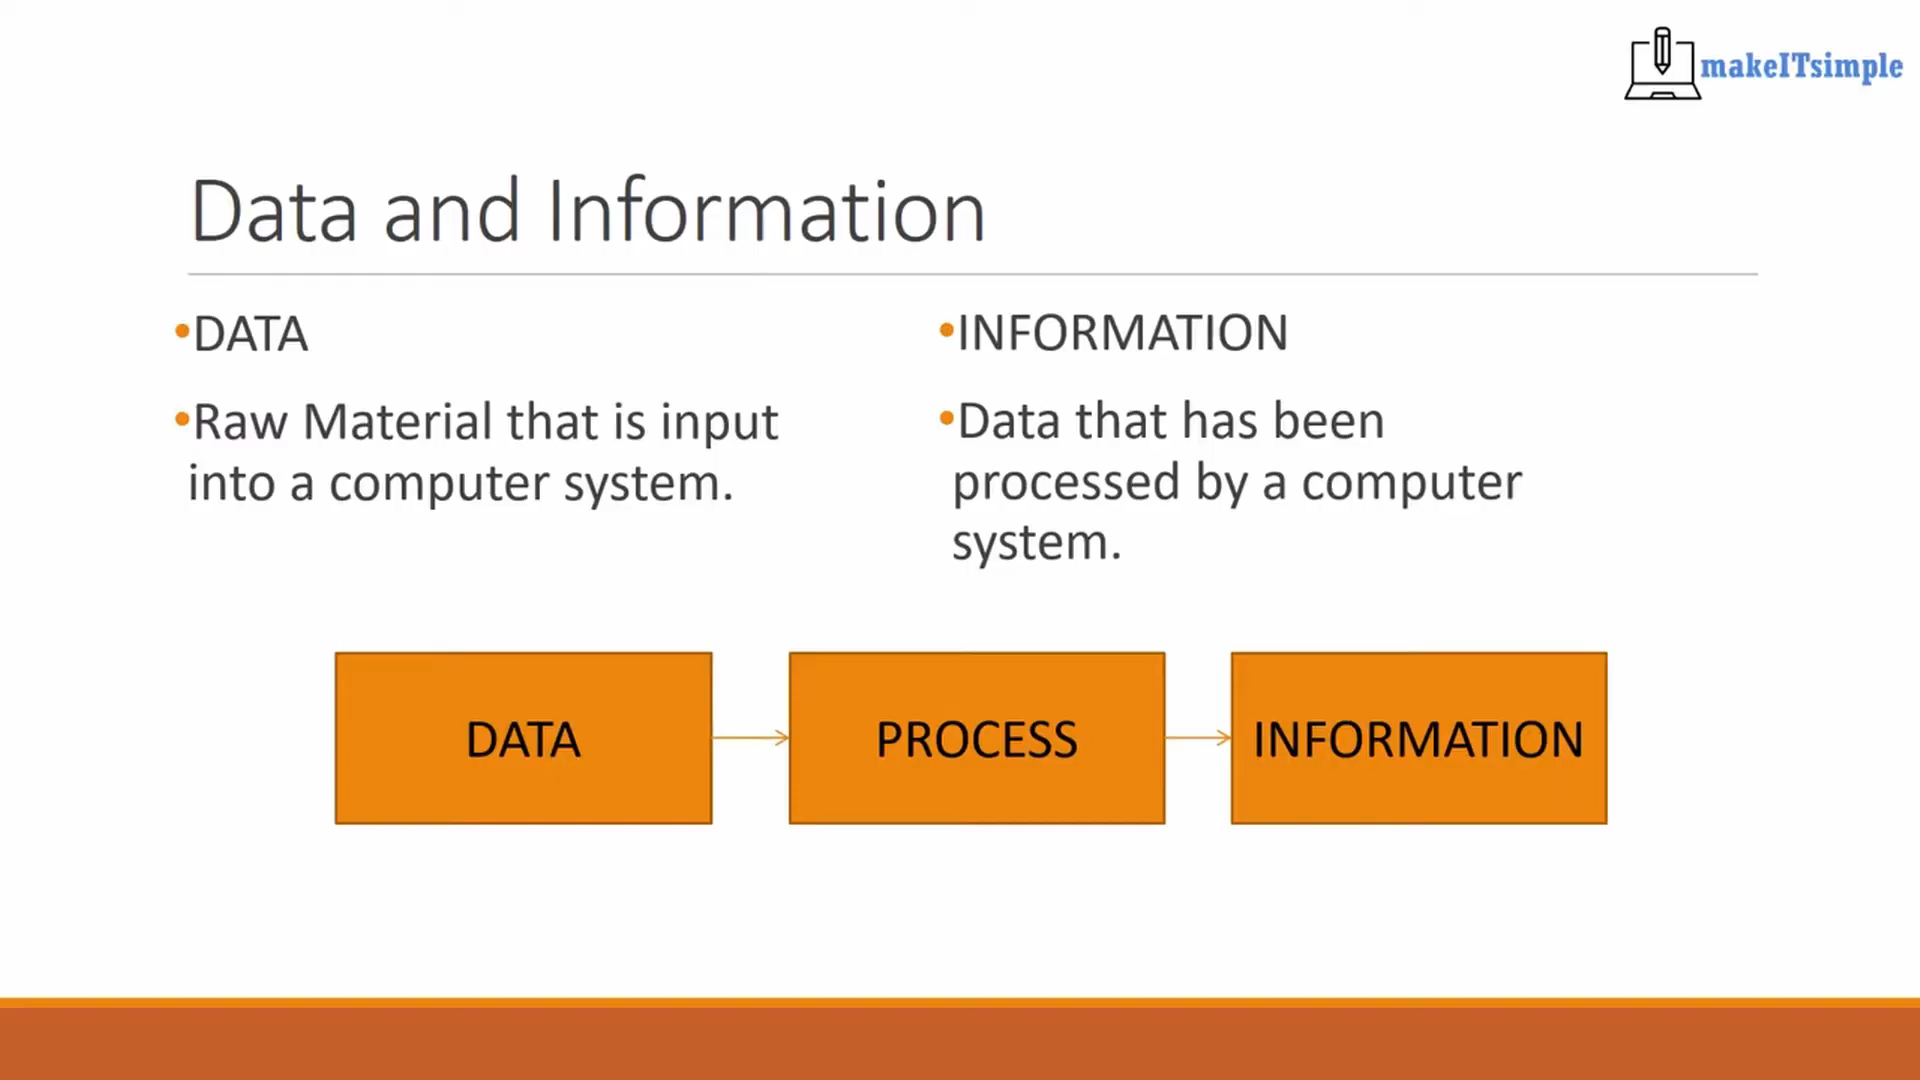 makeITsimple
Data and Information
•DATA
•Raw Material that is input
into a computer system.
•INFORMATION
•Data that has been
processed by a computer
system.
DATA
PROCESS
INFORMATION